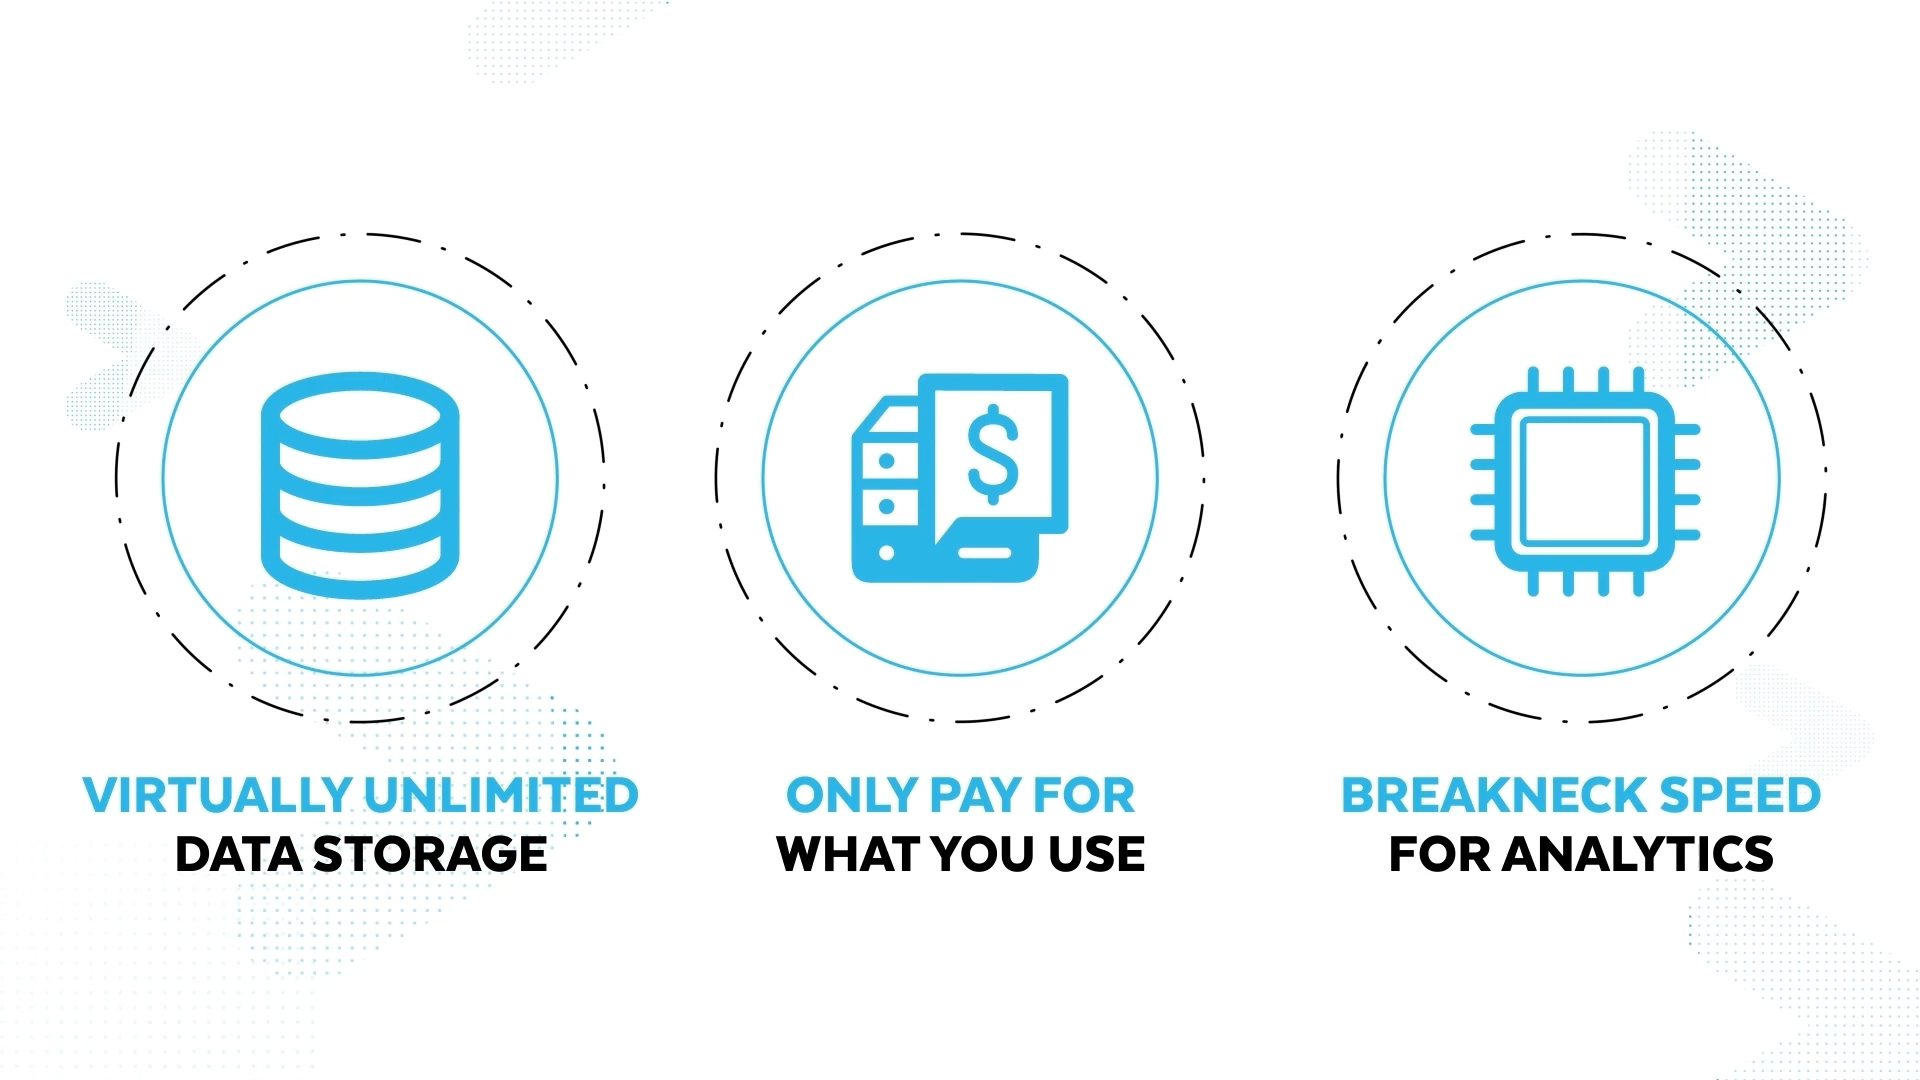 VIRTUALLY UNLIMITED
DATA STORAGE
ONLY PAY FOR
WHAT YOU USE
BREAKNECK SPEED
FOR ANALYTICS
$